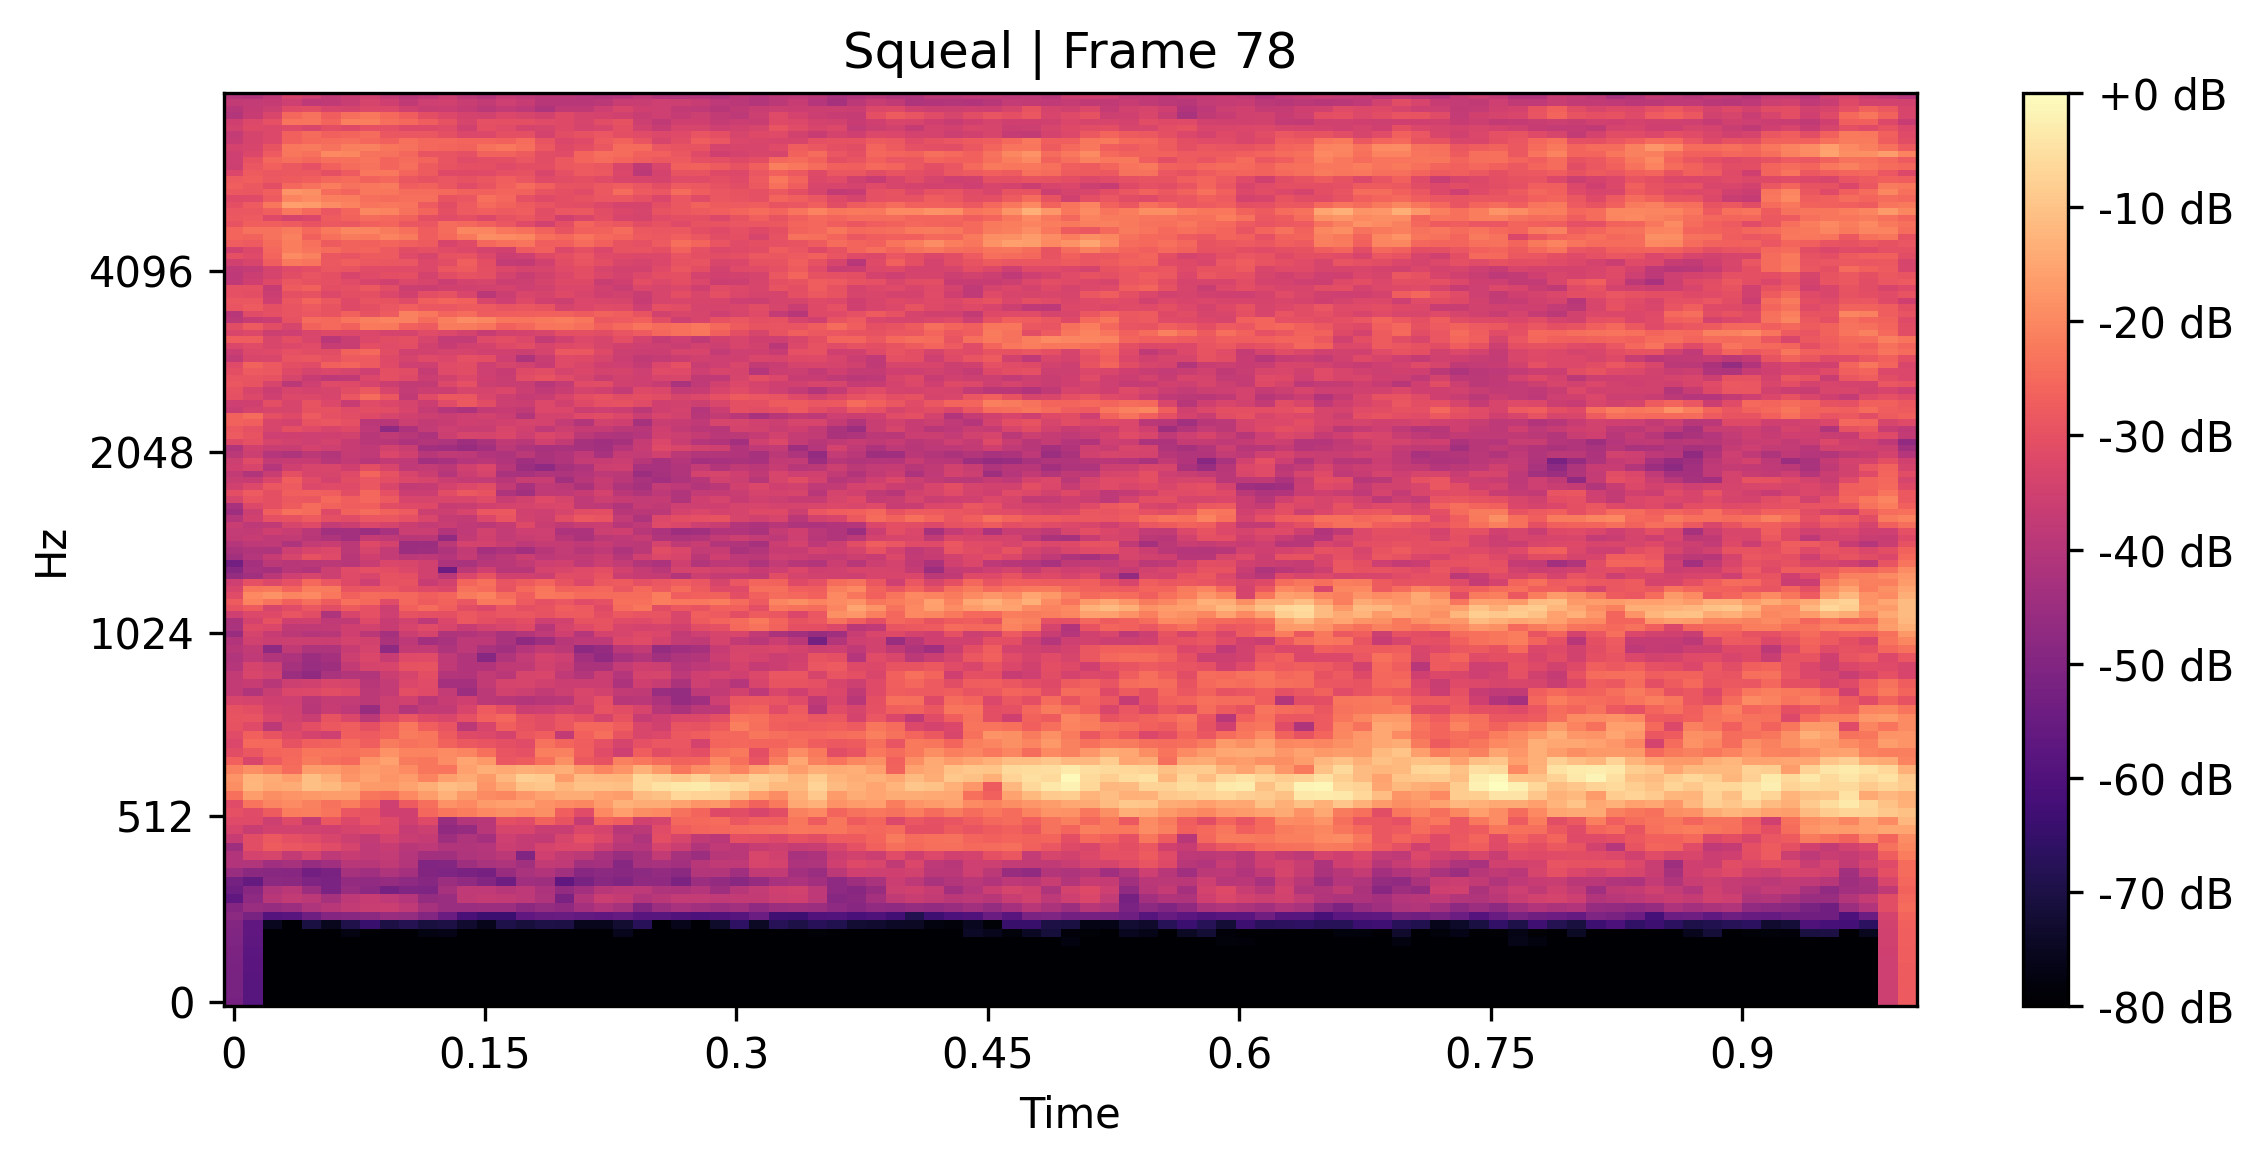 Squeal | Frame 78
Hz
4096
2048
1024
512
0
0 0.15 0.3 0.45 0.6 0.75 0.9
Time
+0 dB
-10 dB
-20 dB
-30 dB
-40 dB
-50 dB
-60 dB
-70 dB
-80 dB